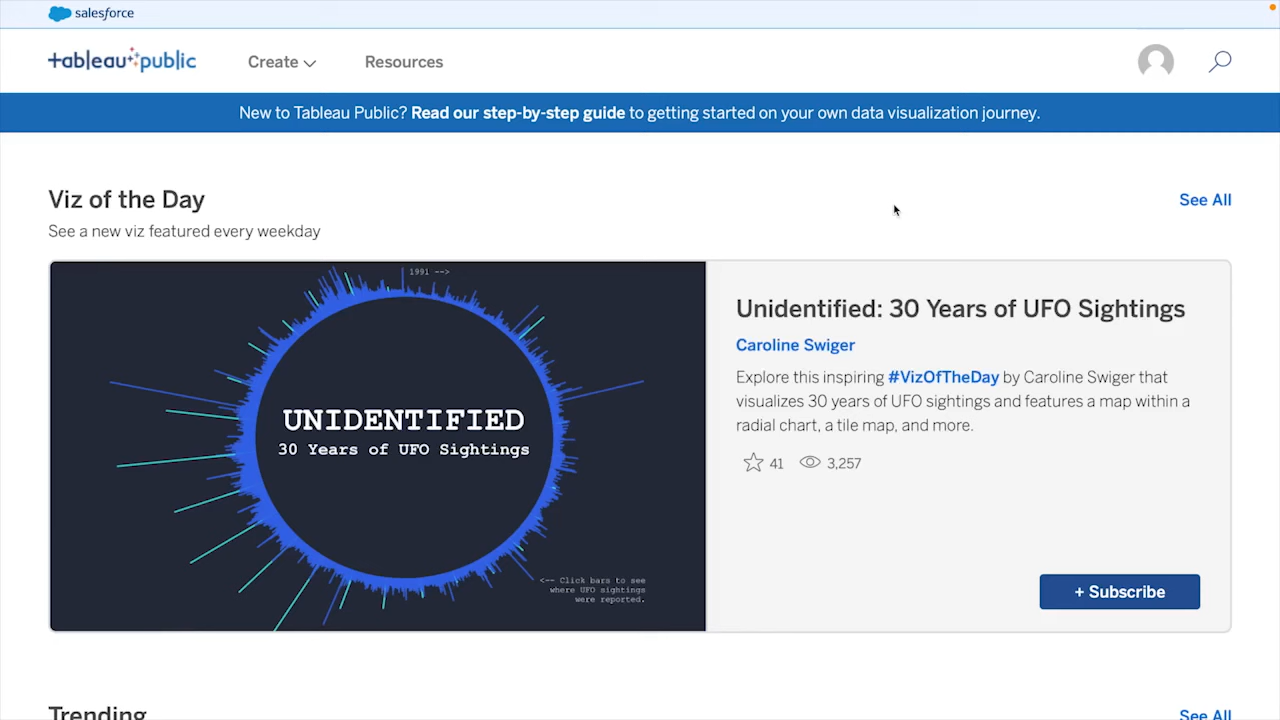 salesforce
tableau public
Create
Resources
New to Tableau Public? Read our step-by-step guide to getting started on your own data visualization journey.
Viz of the Day
See All
See a new viz featured every weekday
1991 -->
UNIDENTIFIED
30 Years of UFO Sightings
<-- Click bars to see
where UFO sightings
were reported.
Unidentified: 30 Years of UFO Sightings
Caroline Swiger
Explore this inspiring #VizOfTheDay by Caroline Swiger that
visualizes 30 years of UFO sightings and features a map within a
radial chart, a tile map, and more.
41
3,257
+ Subscribe
Trending
See All